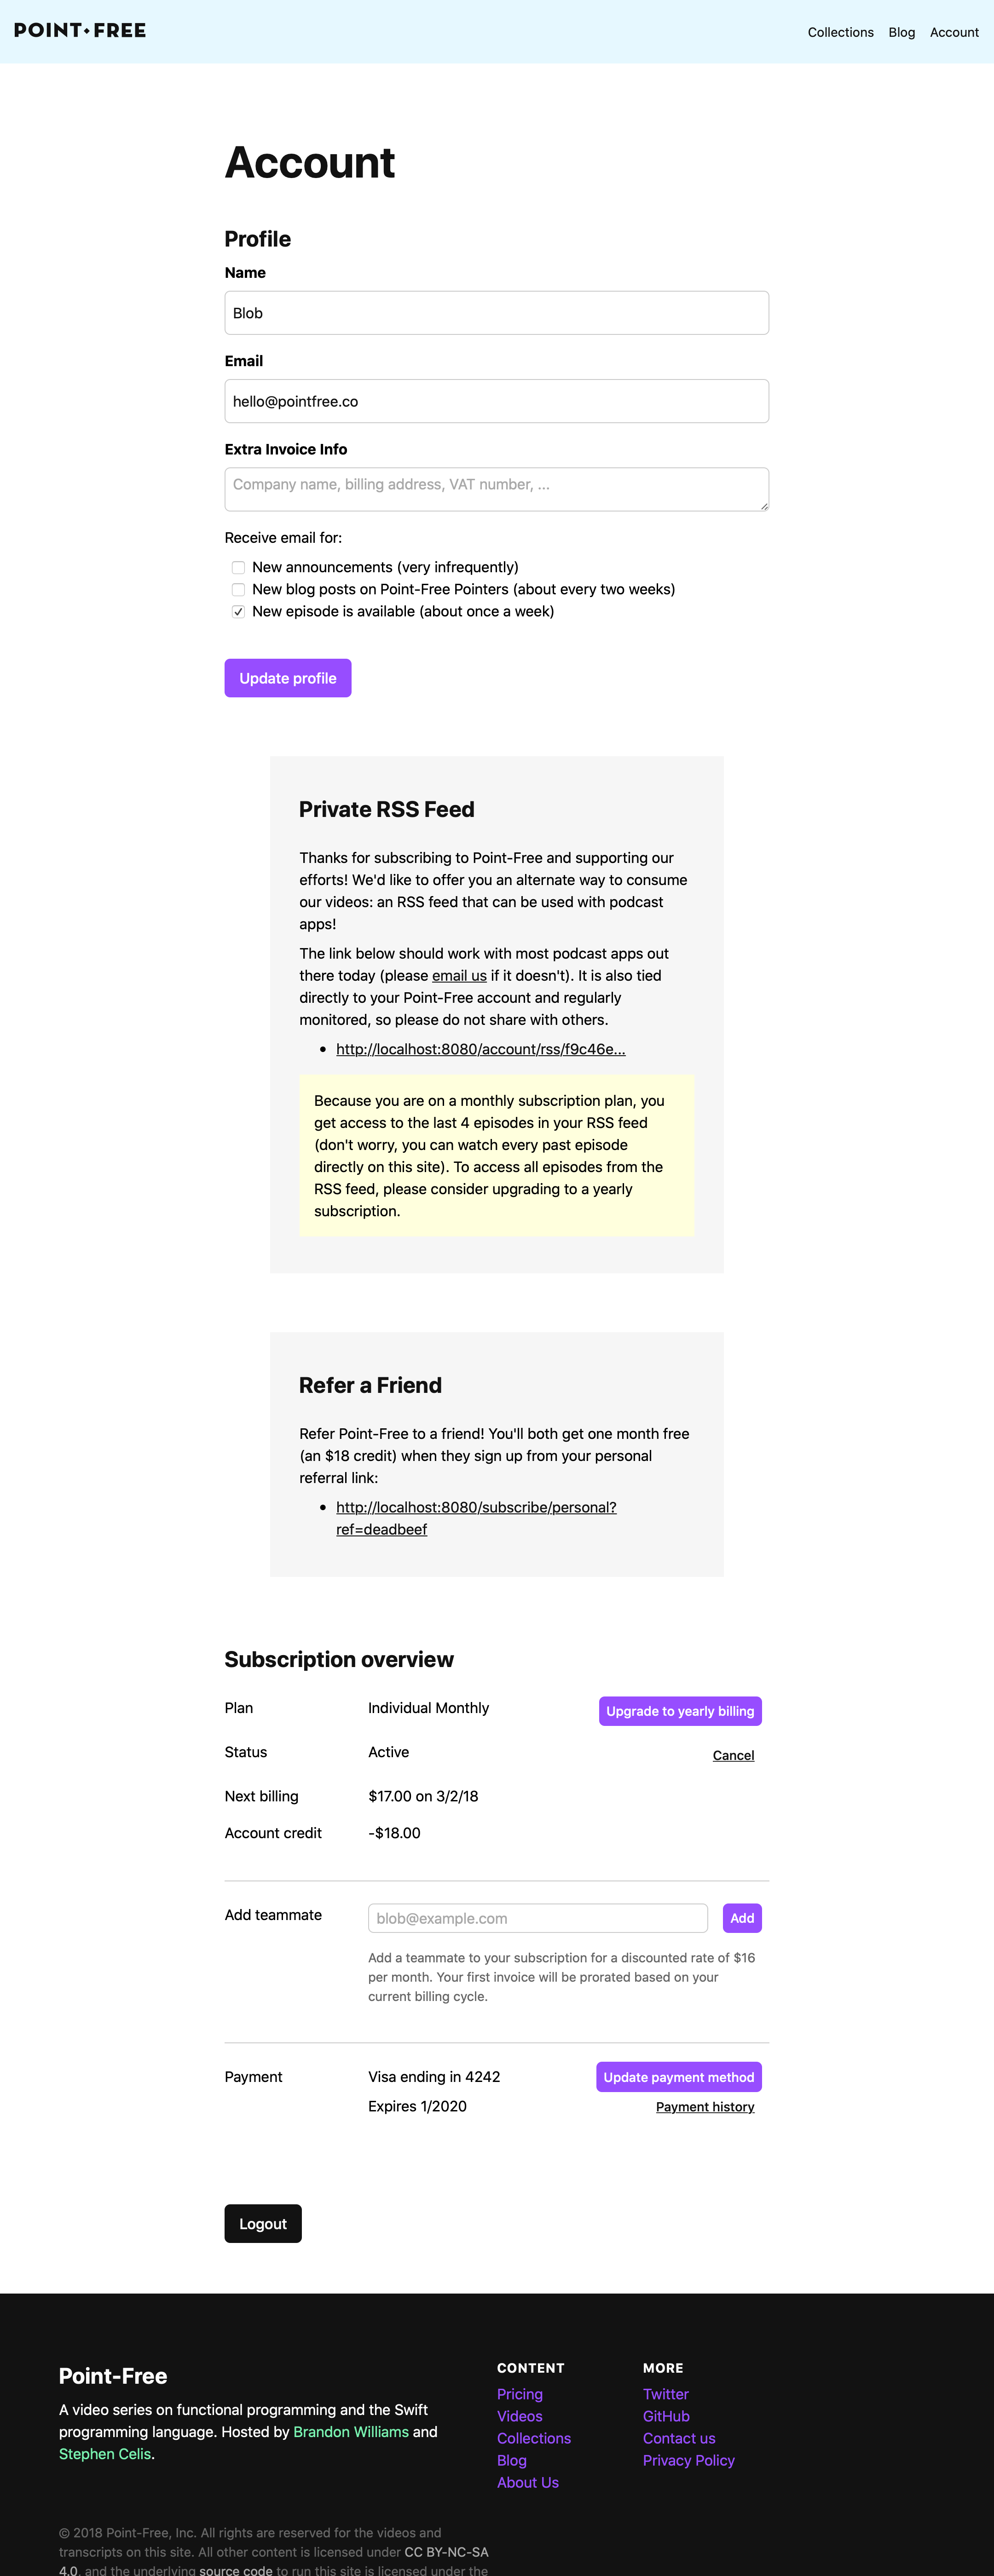 POINT•FREE
Collections Blog Account
Account
Profile
Name
Blob
Email
hello@pointfree.co
Extra Invoice Info
Company name, billing address, VAT number, ...
Receive email for:
New announcements (very infrequently)
New blog posts on Point-Free Pointers (about every two weeks)
New episode is available (about once a week)
Update profile
Private RSS Feed
Thanks for subscribing to Point-Free and supporting our
efforts! We'd like to offer you an alternate way to consume
our videos: an RSS feed that can be used with podcast
apps!
The link below should work with most podcast apps out
there today (please email us if it doesn't). It is also tied
directly to your Point-Free account and regularly
monitored, so please do not share with others.
http://localhost:8080/account/rss/f9c46e...
Because you are on a monthly subscription plan, you
get access to the last 4 episodes in your RSS feed
(don't worry, you can watch every past episode
directly on this site). To access all episodes from the
RSS feed, please consider upgrading to a yearly
subscription.
Refer a Friend
Refer Point-Free to a friend! You'll both get one month free
(an $18 credit) when they sign up from your personal
referral link:
http://localhost:8080/subscribe/personal?
ref=deadbeef
Subscription overview
Plan Individual Monthly Upgrade to yearly billing
Status Active Cancel
Next billing $17.00 on 3/2/18
Account credit -$18.00
Add teammate blob@example.com Add
Add a teammate to your subscription for a discounted rate of $16
per month. Your first invoice will be prorated based on your
current billing cycle.
Payment Visa ending in 4242 Update payment method
Expires 1/2020 Payment history
Logout
Point-Free
A video series on functional programming and the Swift
programming language. Hosted by Brandon Williams and
Stephen Celis.
CONTENT
Pricing
Videos
Collections
Blog
About Us
MORE
Twitter
GitHub
Contact us
Privacy Policy
© 2018 Point-Free, Inc. All rights are reserved for the videos and
transcripts on this site. All other content is licensed under CC BY-NC-SA
4.0, and the underlying source code to run this site is licensed under the